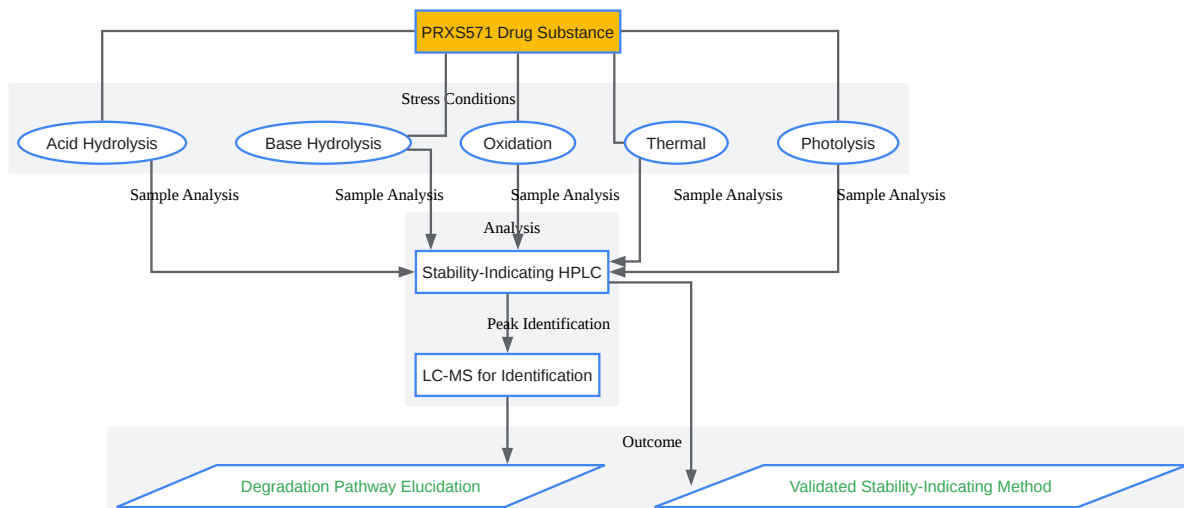 PRXS571 Drug Substance
Stress Conditions
Acid Hydrolysis
Base Hydrolysis
Oxidation
Thermal
Photolysis
Sample Analysis
Sample Analysis
Sample Analysis
Sample Analysis
Sample Analysis
Analysis
Stability-Indicating HPLC
Peak Identification
LC-MS for Identification
Outcome
Degradation Pathway Elucidation
Validated Stability-Indicating Method